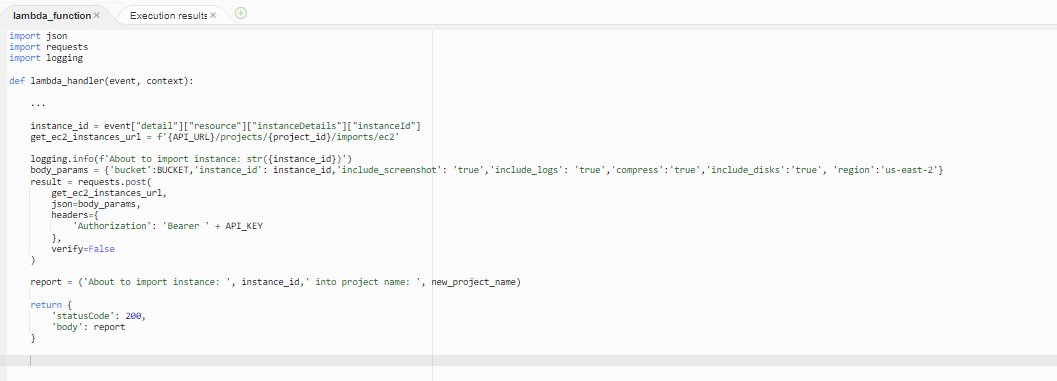 lambda_function
Execution results
import json
import requests
import logging
def lambda_handler(event, context):
...
instance_id = event["detail"]["resource"]["instanceDetails"]["instanceId"]
get_ec2_instances_url = f'{API_URL}/projects/{project_id}/imports/ec2'
logging.info(f'About to import instance: str({instance_id})')
body_params = {'bucket':BUCKET,'instance_id': instance_id,'include_screenshot': 'true','include_logs': 'true','compress':'true','include_disks':'true', 'region':'us-east-2'}
result = requests.post(
get_ec2_instances_url,
json=body_params,
headers={
'Authorization': 'Bearer ' + API_KEY
},
verify=False
)
report = ('About to import instance: ', instance_id,' into project name: ', new_project_name)
return {
'statusCode': 200,
'body': report
}